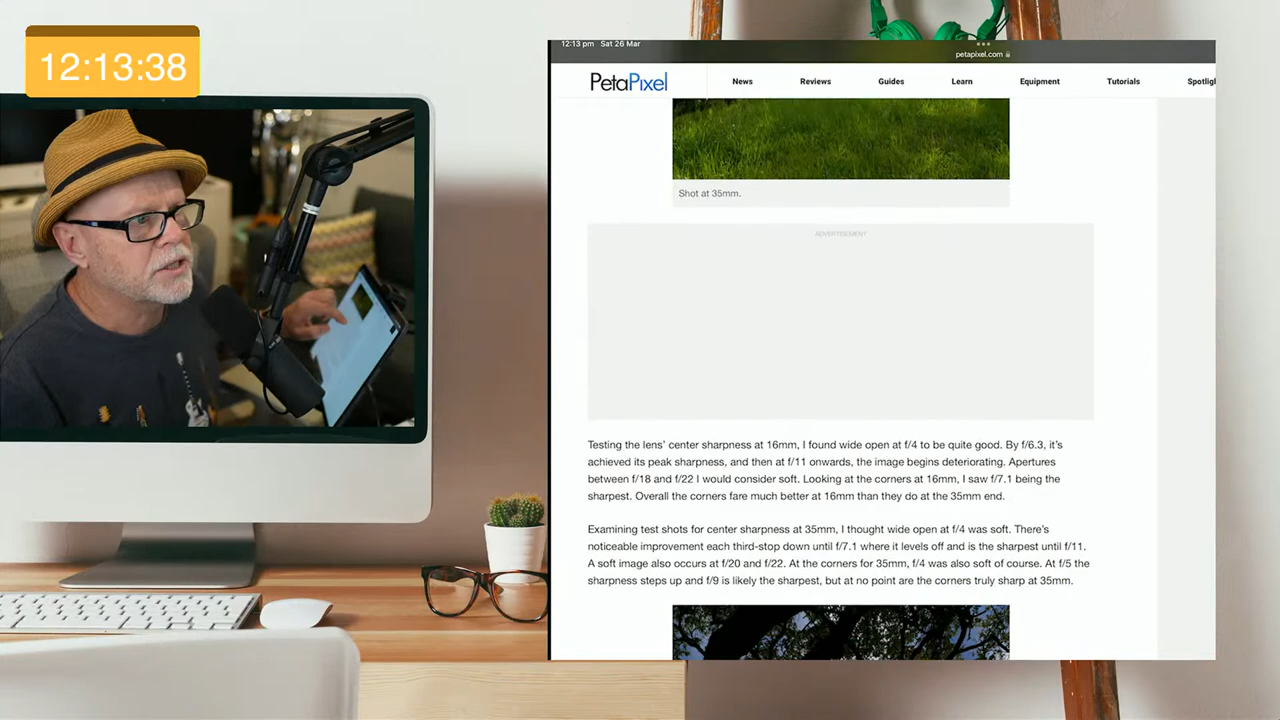 12:13:38
12:13 pm Sat 26 Mar
petapixel.com
PetaPixel
News Reviews Guides Learn Equipment Tutorials Spotligh
Shot at 35mm.
ADVERTISEMENT
Testing the lens' center sharpness at 16mm, I found wide open at f/4 to be quite good. By f/6.3, it's
achieved its peak sharpness, and then at f/11 onwards, the image begins deteriorating. Apertures
between f/18 and f/22 I would consider soft. Looking at the corners at 16mm, I saw f/7.1 being the
sharpest. Overall the corners fare much better at 16mm than they do at the 35mm end.
Examining test shots for center sharpness at 35mm, I thought wide open at f/4 was soft. There's
noticeable improvement each third-stop down until f/7.1 where it levels off and is the sharpest until f/11.
A soft image also occurs at f/20 and f/22. At the corners for 35mm, f/4 was also soft of course. At f/5 the
sharpness steps up and f/9 is likely the sharpest, but at no point are the corners truly sharp at 35mm.